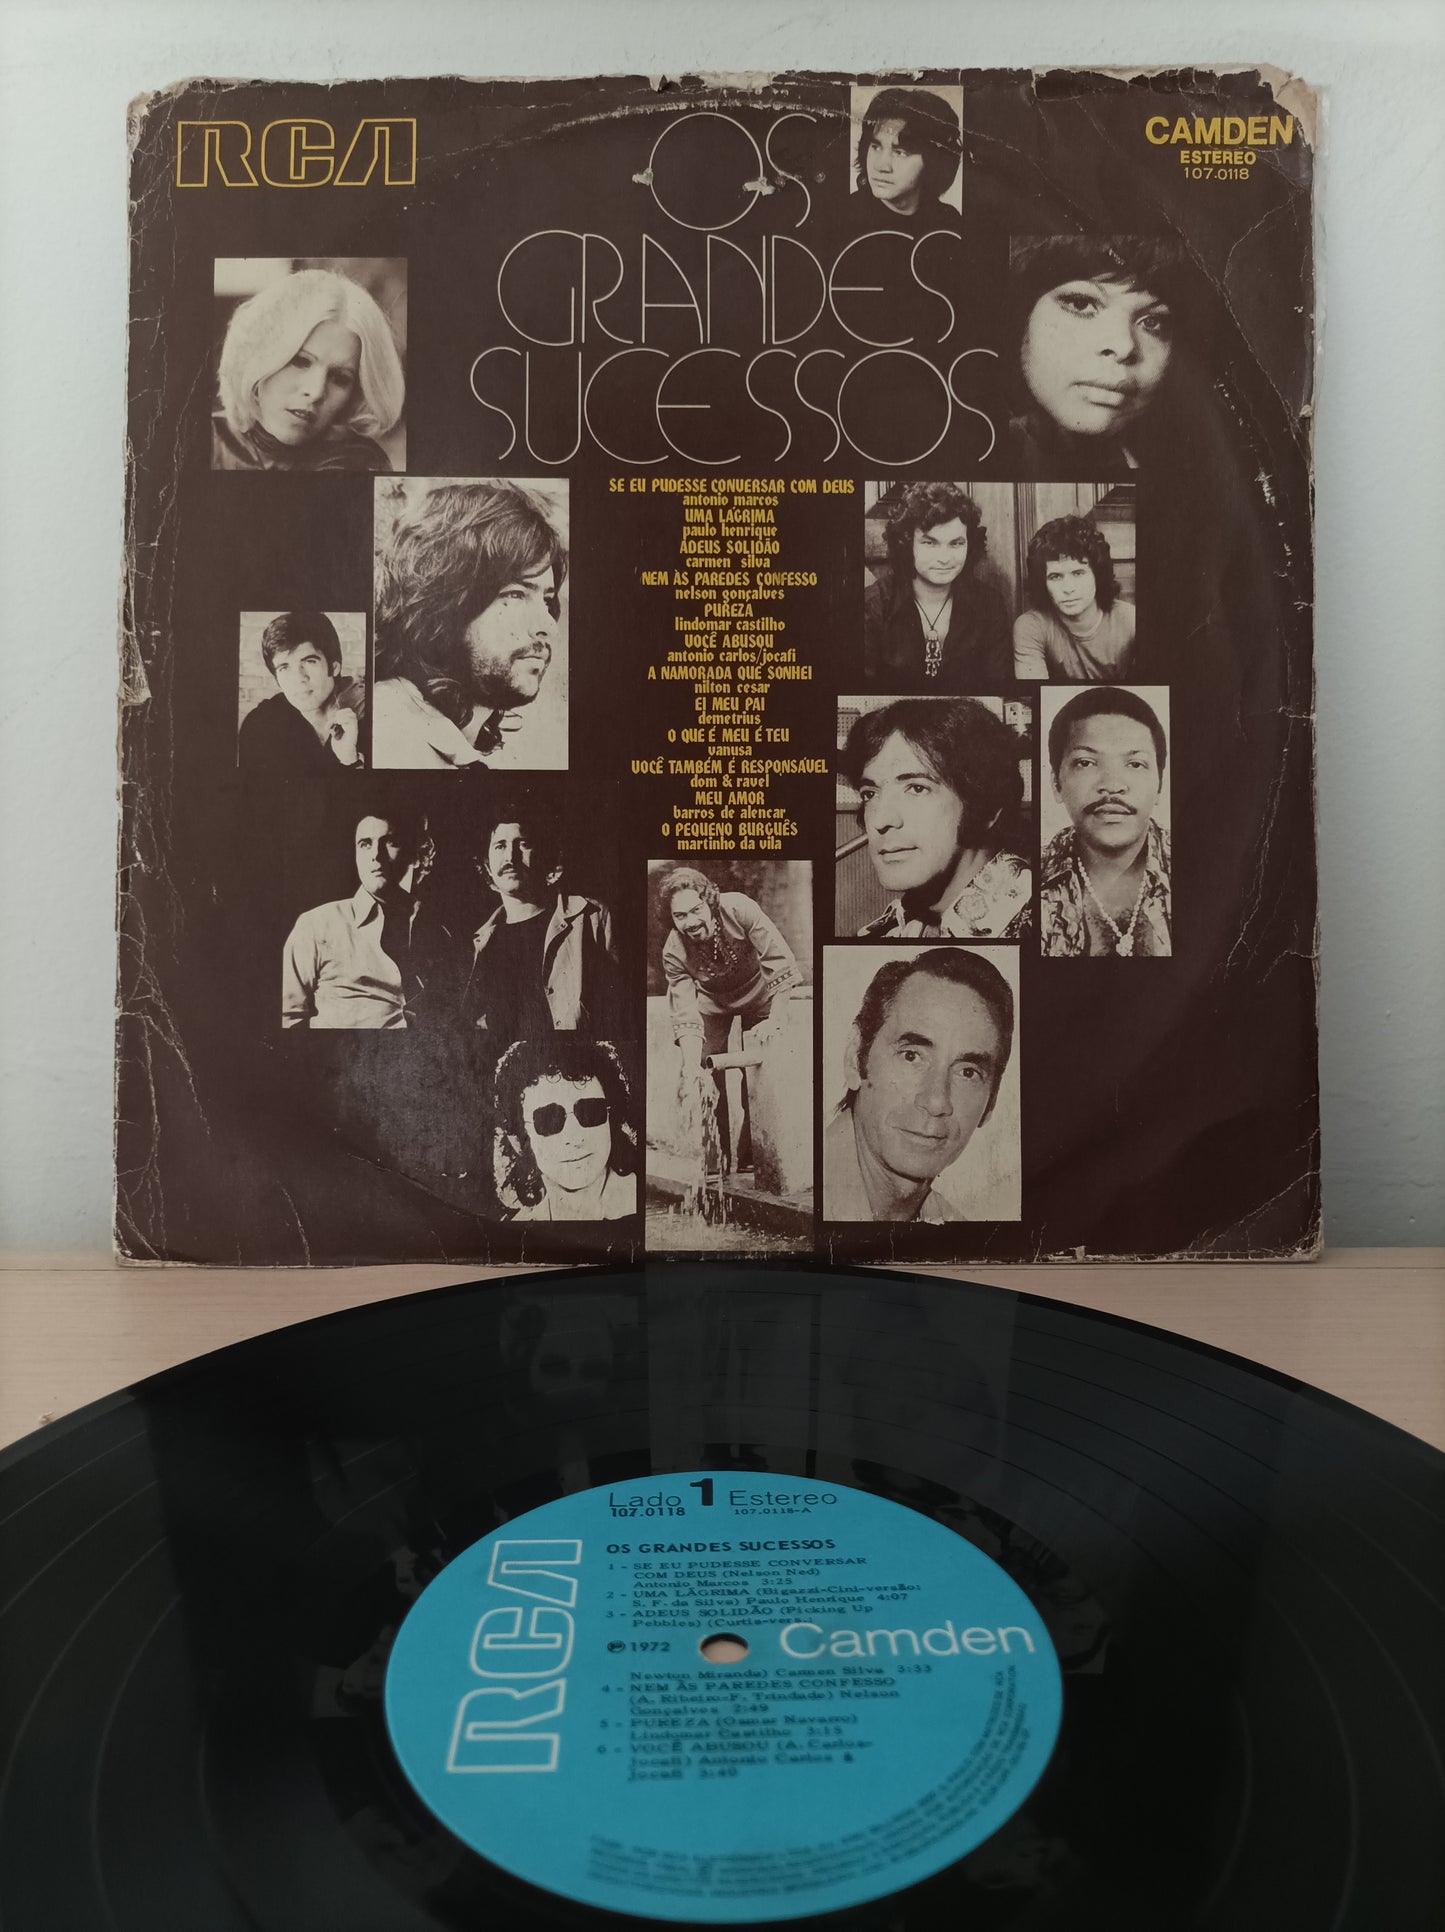 RCA
CAMDEN
ESTÉREO
107.0118
OS
GRANDES
SUCESSOS
SE EU PUDESSE CONVERSAR COM DEUS
antonio marcos
UMA LÁGRIMA
paulo henrique
ADEUS SOLIDÃO
carmen silva
NEM ÀS PAREDES CONFESSO
nelson gonçalves
PUREZA
lindomar castilho
VOCÊ ABUSOU
antonio carlos/jocafi
A NAMORADA QUE SONHEI
nilton cesar
EI MEU PAI
demetrius
O QUE É MEU É TEU
vanusa
VOCÊ TAMBÉM É RESPONSÁVEL
dom & ravel
MEU AMOR
barros de alencar
O PEQUENO BURGUÊS
martinho da vila
Lado 1 Estereo
107.0118 107.0118-A
RCA
OS GRANDES SUCESSOS
1 - SE EU PUDESSE CONVERSAR
COM DEUS (Nelson Ned)
Antonio Marcos 3:25
2 - UMA LÁGRIMA (Bigazzi-Cini-versão:
S. F. da Silva) Paulo Henrique 4:07
3 - ADEUS SOLIDÃO (Picking Up
Pebbles) (Curtis-vers.:
℗ 1972
Camden
Newton Miranda) Carmen Silva 3:33
4 - NEM ÀS PAREDES CONFESSO
(A. Ribeiro-F. Trindade) Nelson
Gonçalves 2:49
5 - PUREZA (Osmar Navarro)
Lindomar Castilho 3:15
6 - VOCÊ ABUSOU (A. Carlos-
Jocafi) Antonio Carlos &
Jocafi 3:40